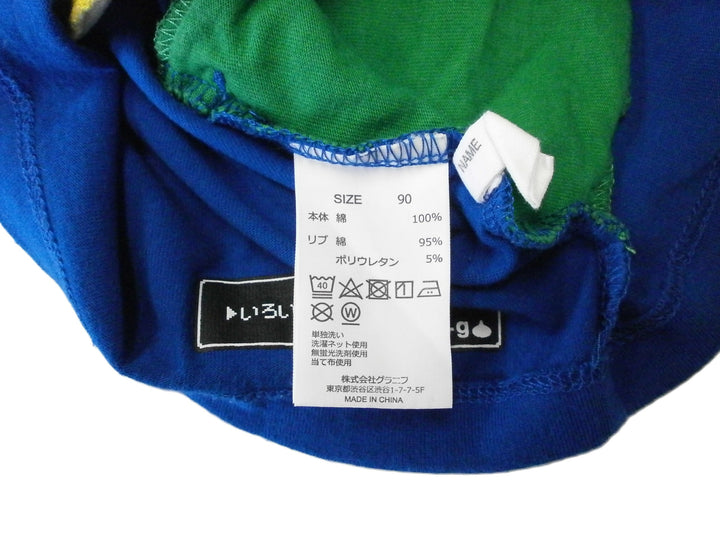 NAME
SIZE 90
本体 綿 100%
リブ 綿 95%
ポリウレタン 5%
40
W
▶いろい
-g
単独洗い
洗濯ネット使用
無蛍光洗剤使用
当て布使用
株式会社グラニフ
東京都渋谷区渋谷1-7-7-5F
MADE IN CHINA